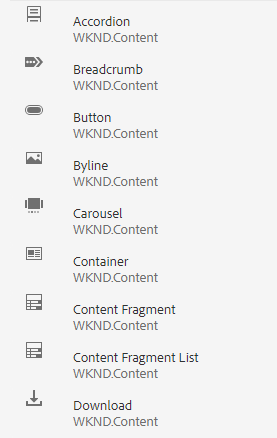 Accordion
WKND.Content
Breadcrumb
WKND.Content
Button
WKND.Content
Byline
WKND.Content
Carousel
WKND.Content
Container
WKND.Content
Content Fragment
WKND.Content
Content Fragment List
WKND.Content
Download
WKND.Content